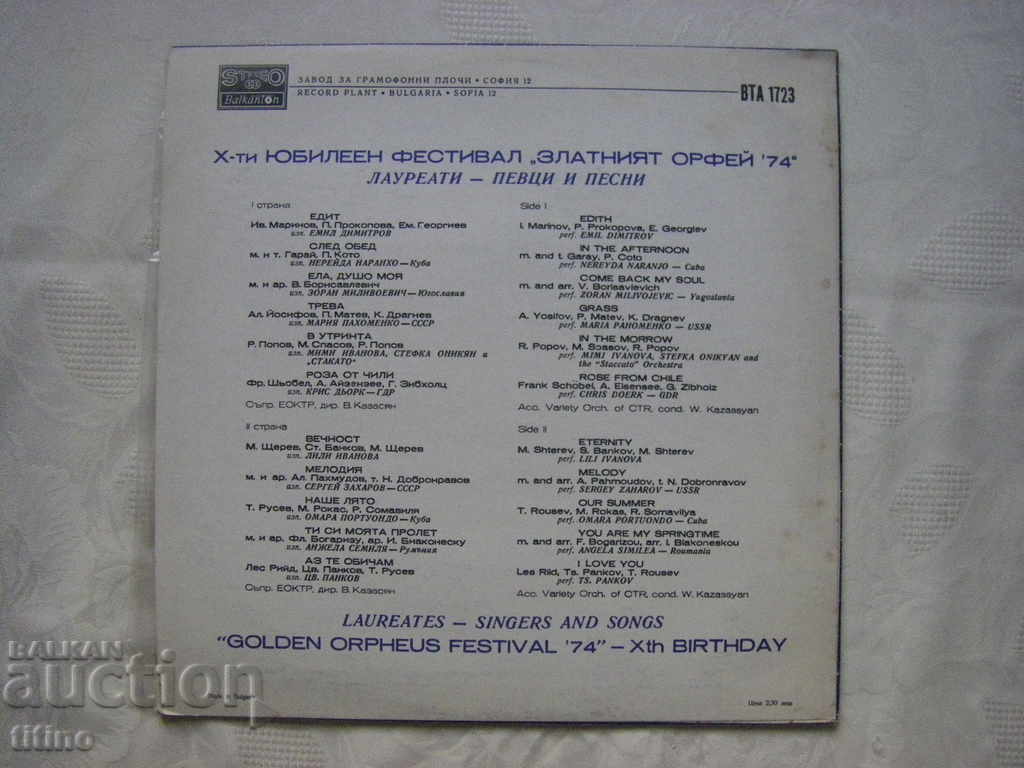 STEREO
Balkanton
ЗАВОД ЗА ГРАМОФОННИ ПЛОЧИ • СОФИЯ 12
RECORD PLANT • BULGARIA • SOFIA 12
ВТА 1723
X-ти ЮБИЛЕЕН ФЕСТИВАЛ „ЗЛАТНИЯТ ОРФЕЙ '74"
ЛАУРЕАТИ — ПЕВЦИ И ПЕСНИ
I страна
ЕДИТ
Ив. Маринов, П. Прокопова, Ем. Георгиев
изп. ЕМИЛ ДИМИТРОВ
СЛЕД ОБЕД
м. и т. Гарай, П. Кото
изп. НЕРЕЙДА НАРАНХО — Куба
ЕЛА, ДУШО МОЯ
м. и ар. В. Борисавлевич
изп. ЗОРАН МИЛИВОЕВИЧ — Югославия
ТРЕВА
Ал. Йосифов, П. Матев, К. Драгнев
изп. МАРИЯ ПАХОМЕНКО — СССР
В УТРИНТА
Р. Попов, М. Спасов, Р. Попов
изп. МИМИ ИВАНОВА, СТЕФКА ОНИКЯН и
„СТАКАТО"
РОЗА ОТ ЧИЛИ
Фр. Шьобел, А. Айзензее, Г. Зибхолц
изп. КРИС ДЬОРК — ГДР
Съпр. ЕОКТР, дир. В. Казасян
II страна
ВЕЧНОСТ
М. Щерев, Ст. Банков, М. Щерев
изп. ЛИЛИ ИВАНОВА
МЕЛОДИЯ
м. и ар. Ал. Пахмудов, т. Н. Добронравов
изп. СЕРГЕЙ ЗАХАРОВ — СССР
НАШЕ ЛЯТО
Т. Русев, М. Рокас, Р. Сомавиля
изп. ОМАРА ПОРТУОНДО — Куба
ТИ СИ МОЯТА ПРОЛЕТ
м. и ар. Фл. Богаризу, ар. И. Биаконеску
изп. АНЖЕЛА СЕМИЛЯ — Румъния
АЗ ТЕ ОБИЧАМ
Лес Рийд, Цв. Панков, Т. Русев
изп. ЦВ. ПАНКОВ
Съпр. ЕОКТР, дир. В. Казасян
Side I
EDITH
I. Marinov, P. Prokopova, E. Georgiev
perf. EMIL DIMITROV
IN THE AFTERNOON
m. and t. Garay, P. Coto
perf. NEREYDA NARANJO — Cuba
COME BACK MY SOUL
m. and arr. V. Borisavlevich
perf. ZORAN MILIVOJEVIC — Yugoslavia
GRASS
A. Yosifov, P. Matev, K. Dragnev
perf. MARIA PAHOMENKO — USSR
IN THE MORROW
R. Popov, M. Spasov, R. Popov
perf. MIMI IVANOVA, STEFKA ONIKYAN and
the "Staccato" Orchestra
ROSE FROM CHILE
Frank Schobel, A. Eisensee, G. Zibholz
perf. CHRIS DOERK — GDR
Acc. Variety Orch. of CTR, cond. W. Kazassyan
Side II
ETERNITY
M. Shterev, S. Bankov, M. Shterev
perf. LILI IVANOVA
MELODY
m. and arr. A. Pahmoudov, t. N. Dobronravov
perf. SERGEY ZAHAROV — USSR
OUR SUMMER
T. Rousev, M. Rokas, R. Somavilya
perf. OMARA PORTUONDO — Cuba
YOU ARE MY SPRINGTIME
m. and arr. F. Bogarizou, arr. I. Biakoneskou
perf. ANGELA SIMILEA — Roumania
I LOVE YOU
Les Riid, Ts. Pankov, T. Rousev
perf. TS. PANKOV
Acc. Variety Orch. of CTR, cond. W. Kazassyan
LAUREATES — SINGERS AND SONGS
"GOLDEN ORPHEUS FESTIVAL '74" — Xth BIRTHDAY
Цена 2,30 лева
BALKAN
auction
titino